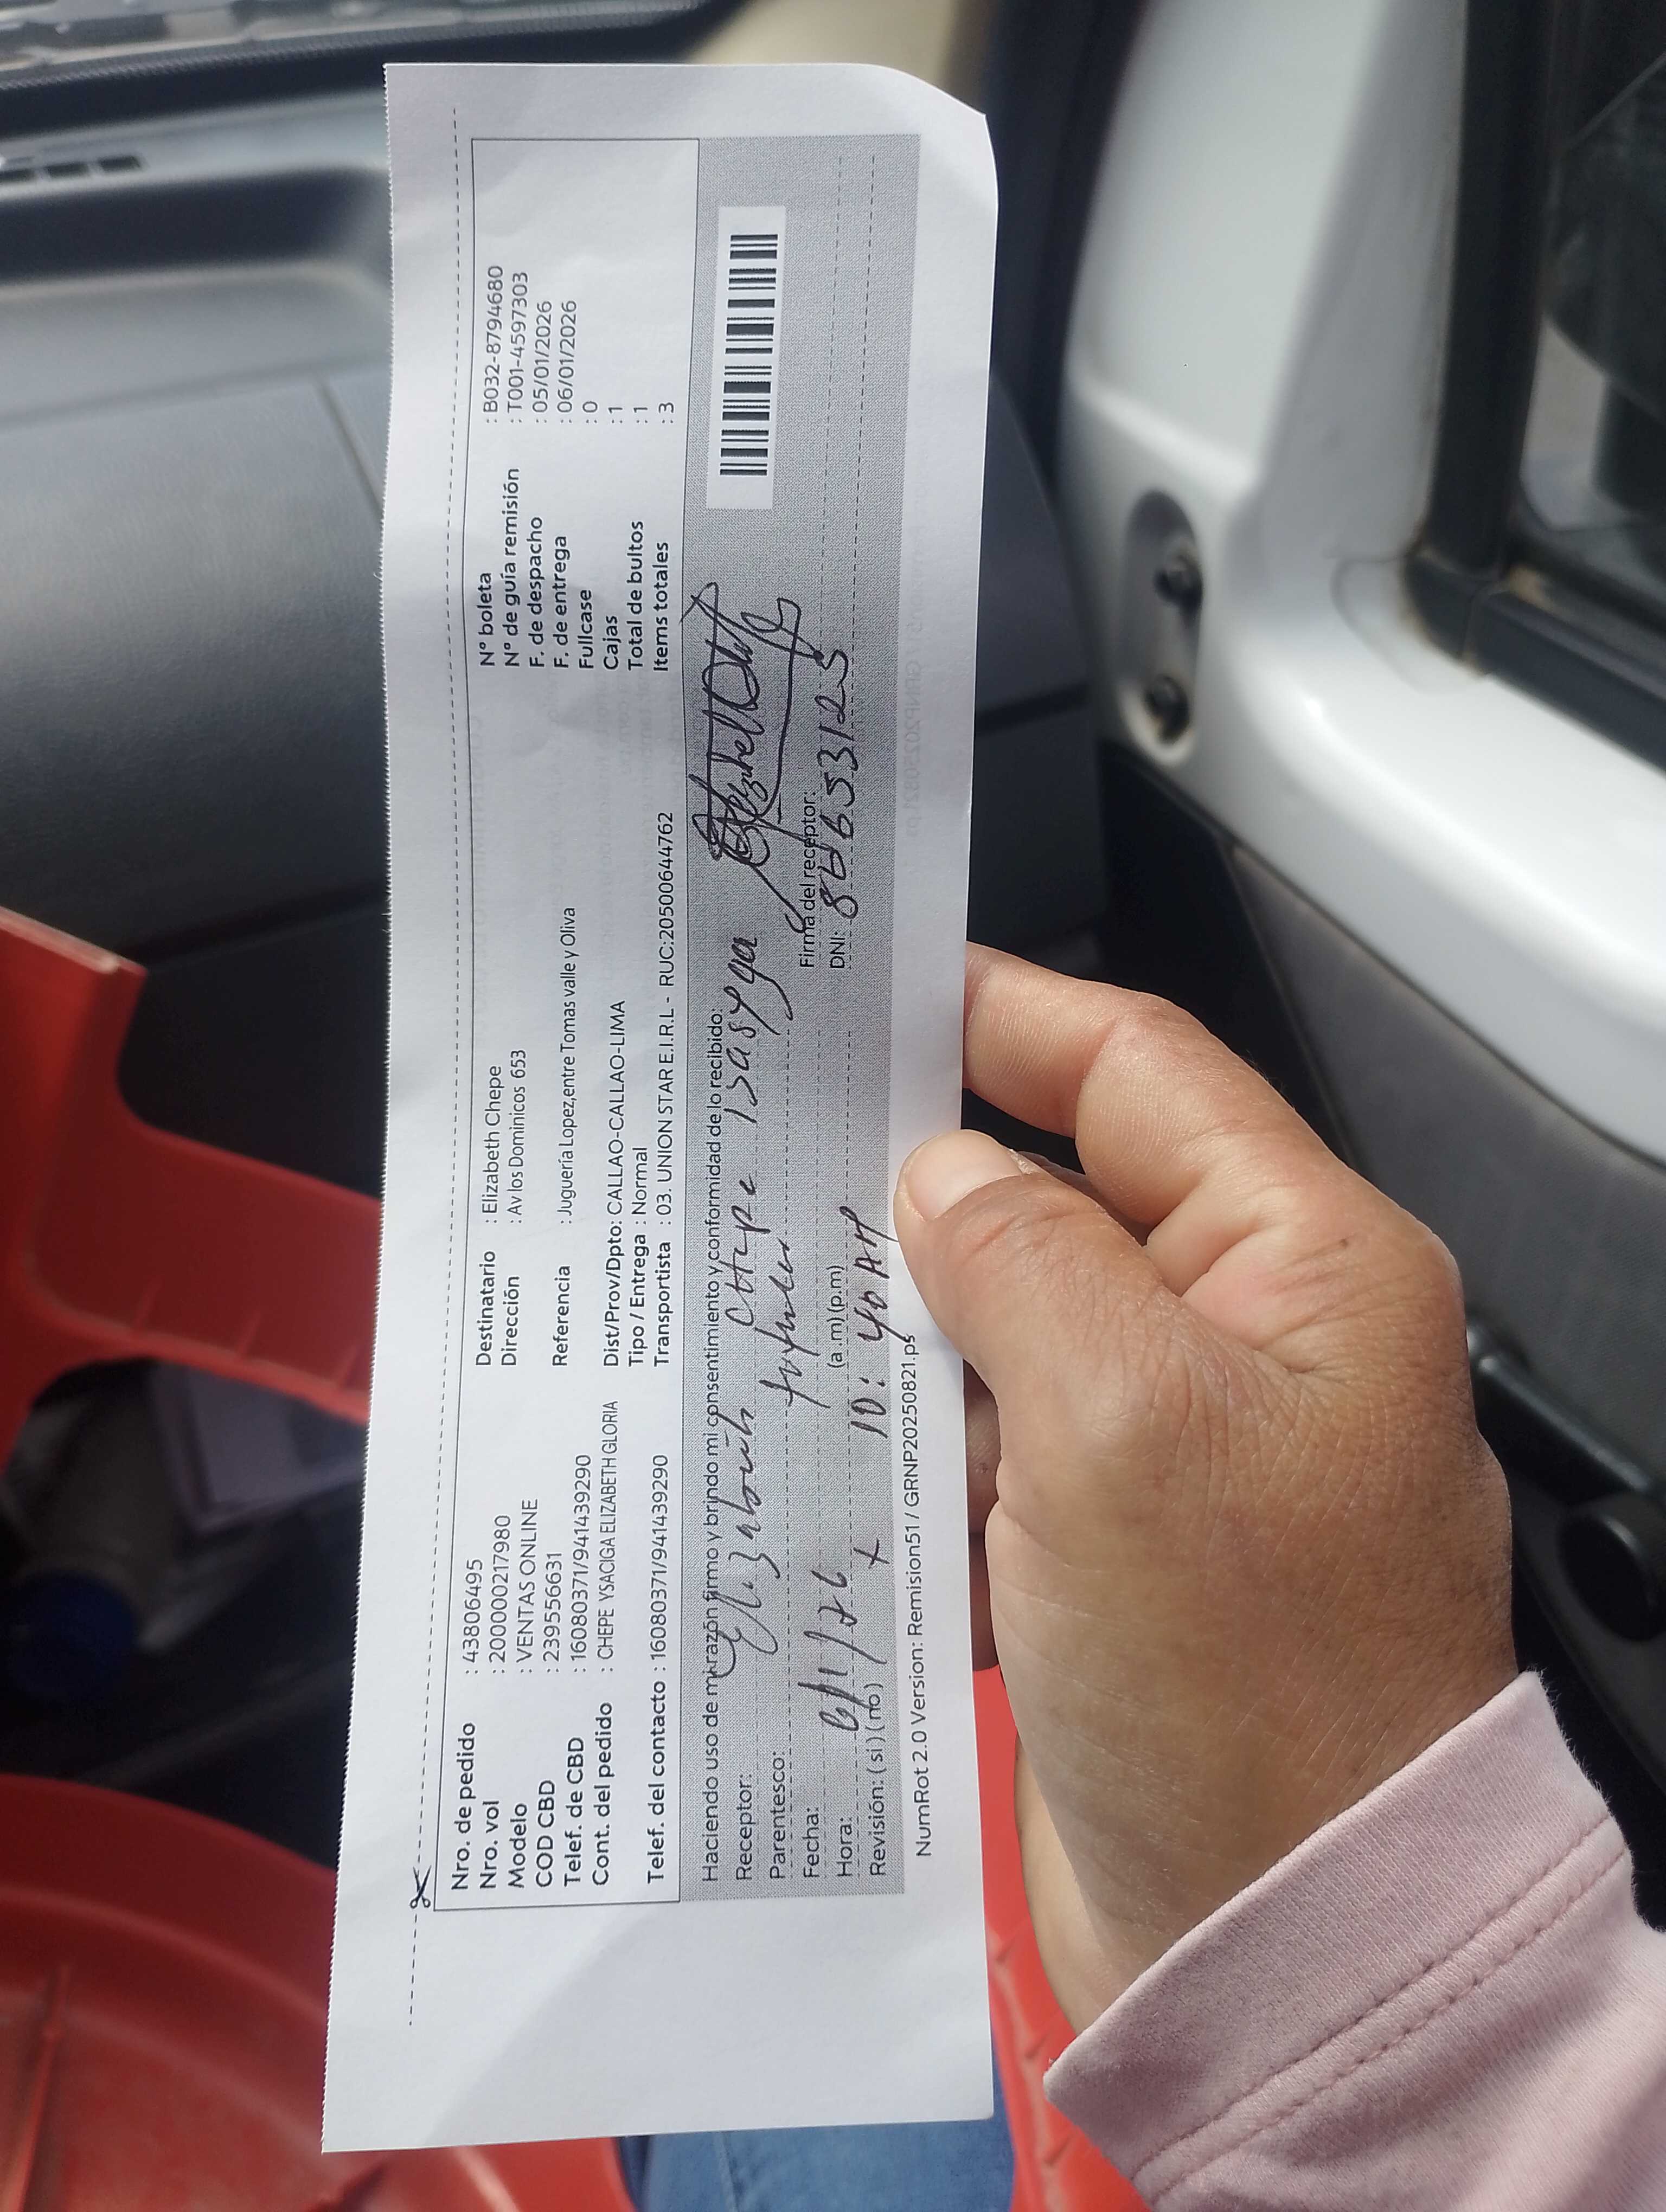 Nro. de pedido : 43806495
Nro. vol : 200000217980
Modelo : VENTAS ONLINE
COD CBD : 239556631
Telef. de CBD : 16080371/941439290
Cont. del pedido : CHEPE YSACIGA ELIZABETH GLORIA
Telef. del contacto : 16080371/941439290
Destinatario : Elizabeth Chepe
Dirección : Av los Dominicos 653
Referencia : Juguería Lopez,entre Tomas valle y Oliva
Dist/Prov/Dpto: CALLAO-CALLAO-LIMA
Tipo / Entrega : Normal
Transportista : 03. UNION STAR E.I.R.L - RUC:20500644762
N° boleta : B032-8794680
N° de guía remisión : T001-4597303
F. de despacho : 05/01/2026
F. de entrega : 06/01/2026
Fullcase : 0
Cajas : 1
Total de bultos : 1
Items totales : 3
Haciendo uso de mi razón firmo y brindo mi consentimiento y conformidad de lo recibido:
Receptor: Elizabeth Chepe
Parentesco:
Fecha: 6/1/26
Hora: (a.m) (p.m) 10:40 AM
Revisión: ( si ) ( no )
Firma del receptor:
DNI:
NumRot 2.0 Version: Remision51 / GRNP20250821.ps